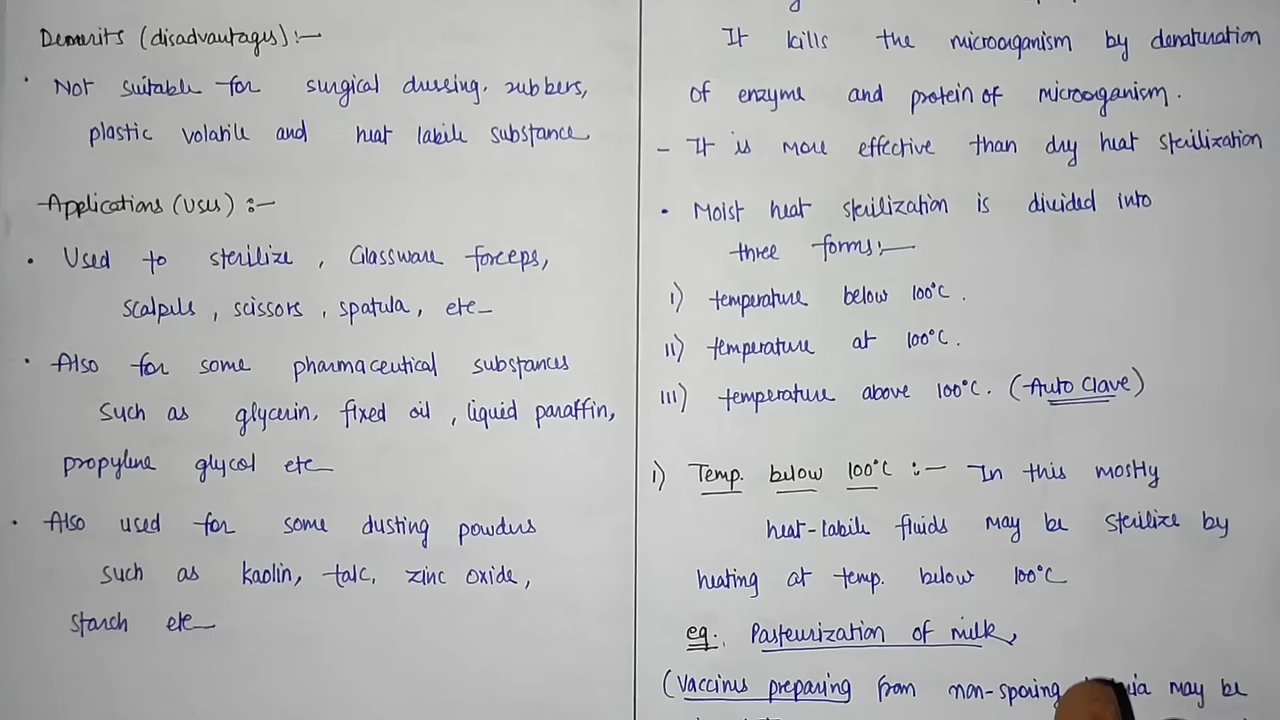 Demerits (disadvantages) :-
• Not suitable for surgical dressing, rubbers,
plastic volatile and heat labile substance
Applications (uses) :-
• Used to sterilize, Glassware forceps,
scalpels, scissors, spatula, etc
• Also for some pharmaceutical substances
such as glycerin, fixed oil, liquid paraffin,
propylene glycol etc
• Also used for some dusting powders
such as kaolin, talc, zinc oxide,
starch etc
It kills the microorganism by denaturation
of enzyme and protein of microorganism.
- It is more effective than dry heat sterilization
• Moist heat sterilization is divided into
three forms:-
i) temperature below 100°C.
ii) temperature at 100°C.
iii) temperature above 100°C. (Auto Clave)
i) Temp. below 100°C :- In this mostly
heat-labile fluids may be sterilize by
heating at temp. below 100°C
eg. Pasteurization of milk,
(Vaccines preparing from non-sporing may be